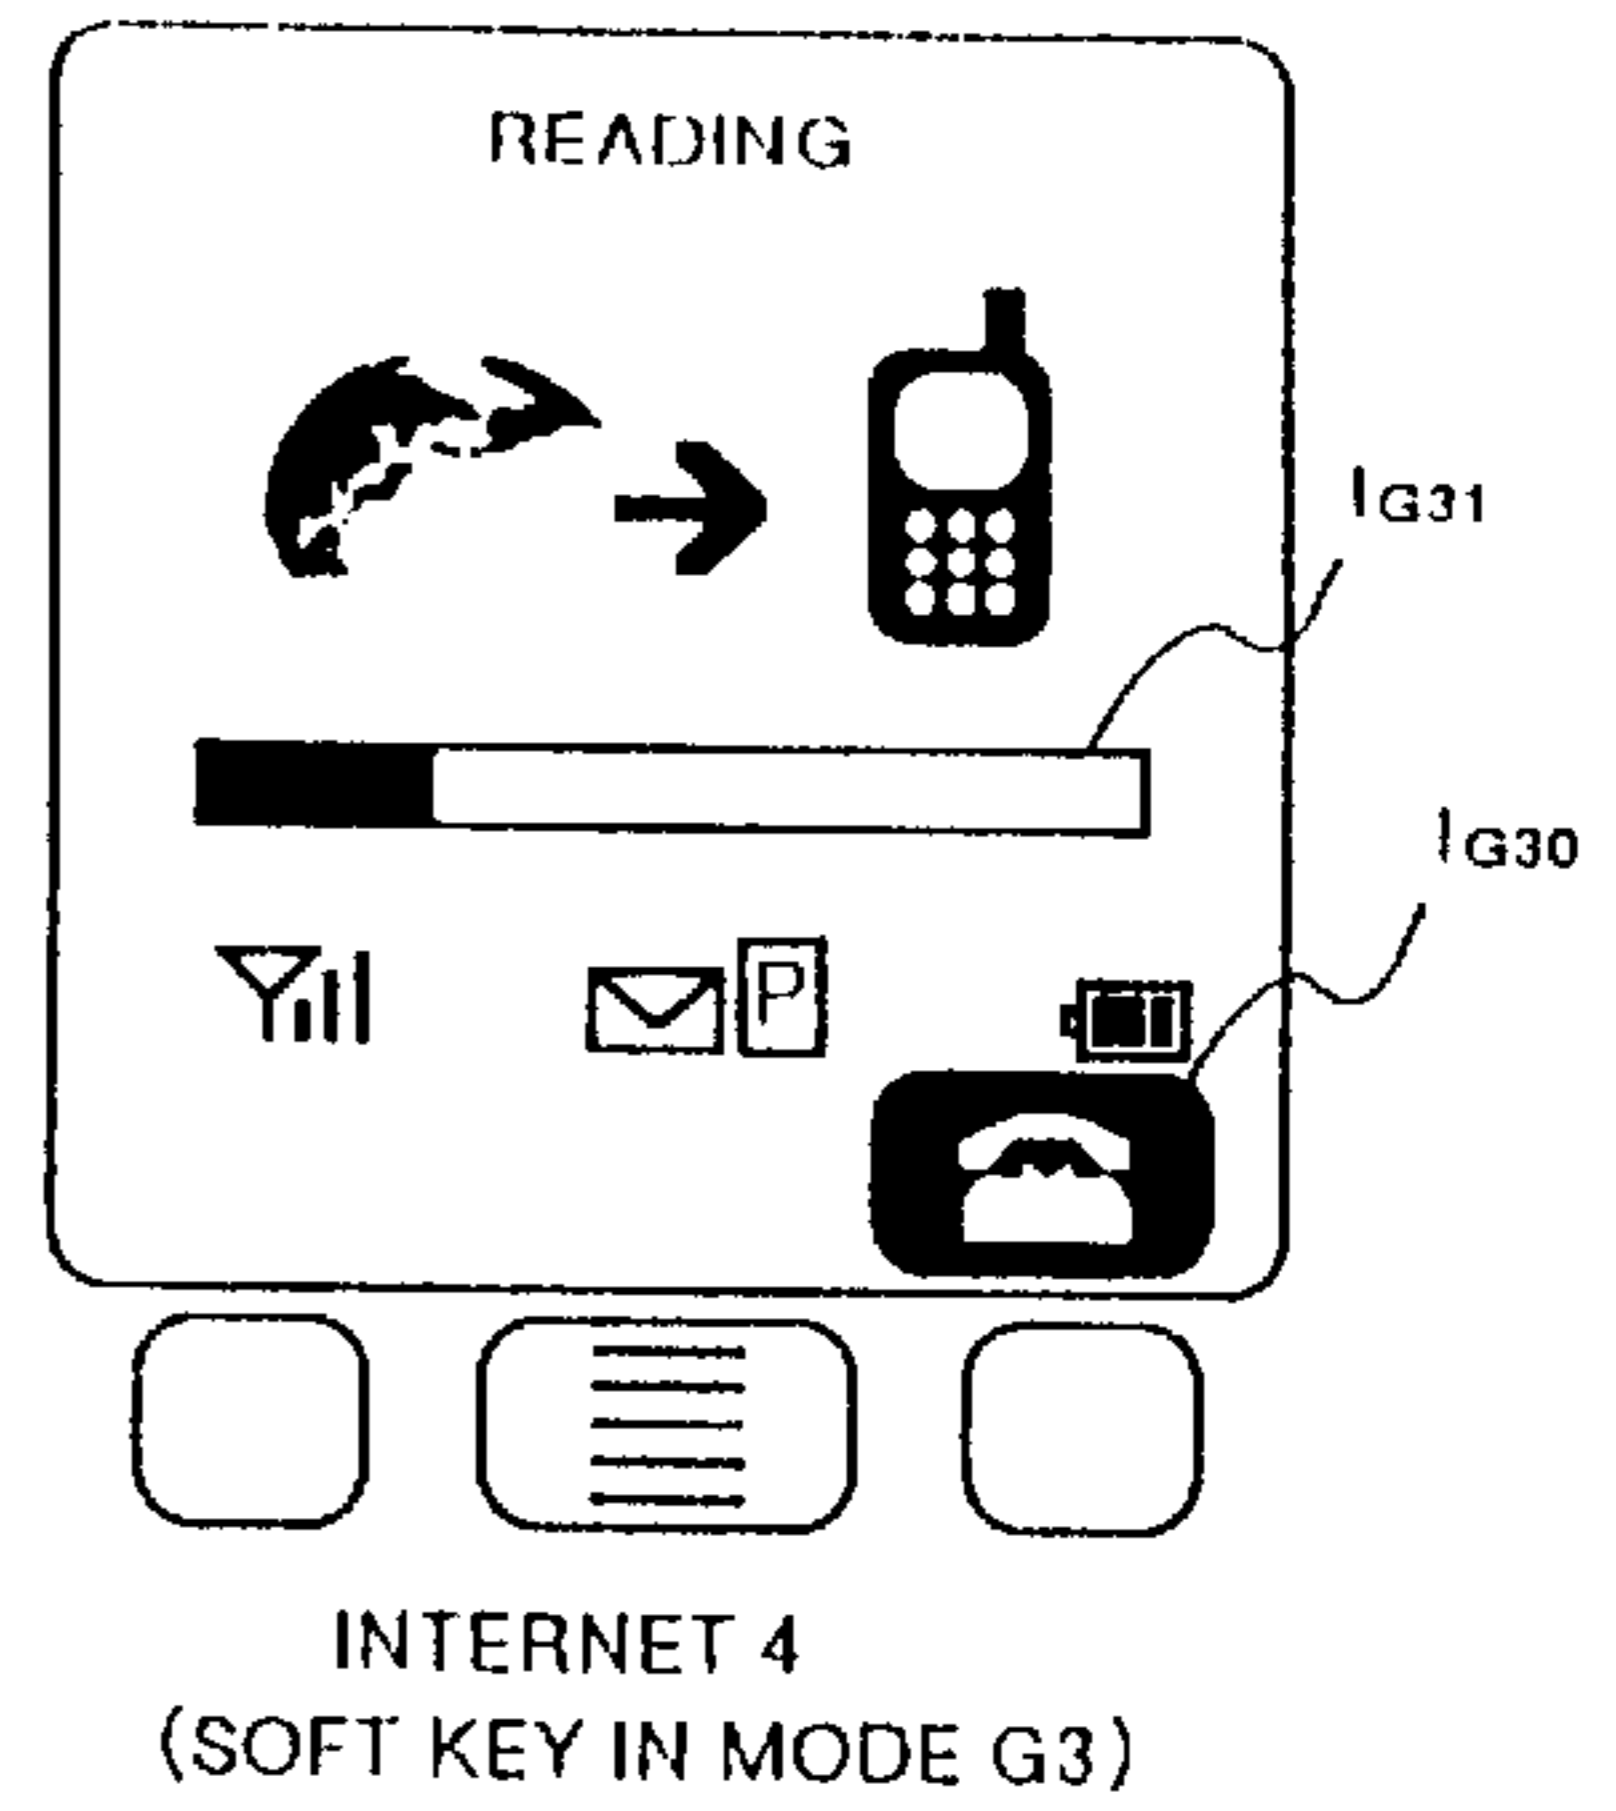 READING
IG31
IG30
P
INTERNET 4
(SOFT KEY IN MODE G3)